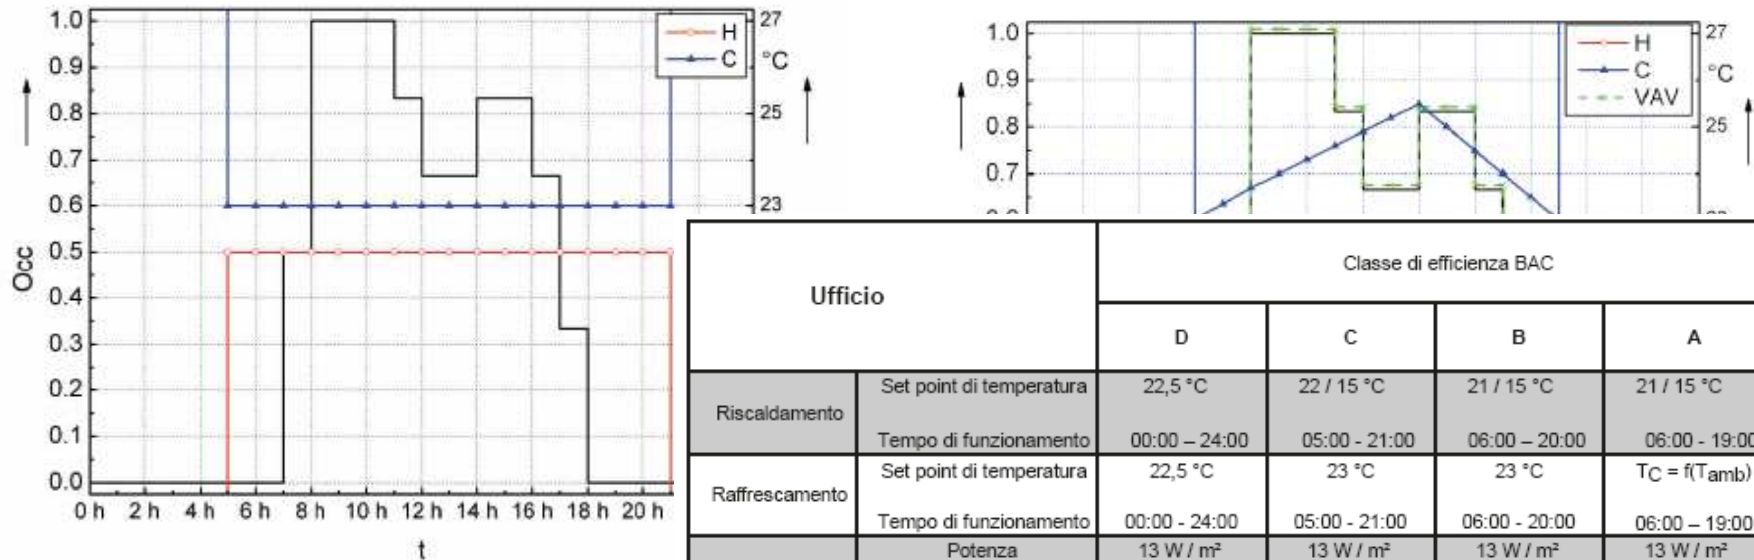 1.0
0.9
0.8
0.7
0.6
0.5
0.4
0.3
0.2
0.1
0.0
Occ
0 h 2 h 4 h 6 h 8 h 10 h 12 h 14 h 16 h 18 h 20 h
t
H
C
27
°C
25
23
1.0
0.9
0.8
0.7
H
C
VAV
27
°C
25
Ufficio
Classe di efficienza BAC
D C B A
Riscaldamento
Set point di temperatura 22,5 °C 22 / 15 °C 21 / 15 °C 21 / 15 °C
Tempo di funzionamento 00:00 – 24:00 05:00 - 21:00 06:00 – 20:00 06:00 - 19:00
Raffrescamento
Set point di temperatura 22,5 °C 23 °C 23 °C TC = f(Tamb)
Tempo di funzionamento 00:00 - 24:00 05:00 - 21:00 06:00 - 20:00 06:00 – 19:00
Potenza 13 W / m² 13 W / m² 13 W / m² 13 W / m²